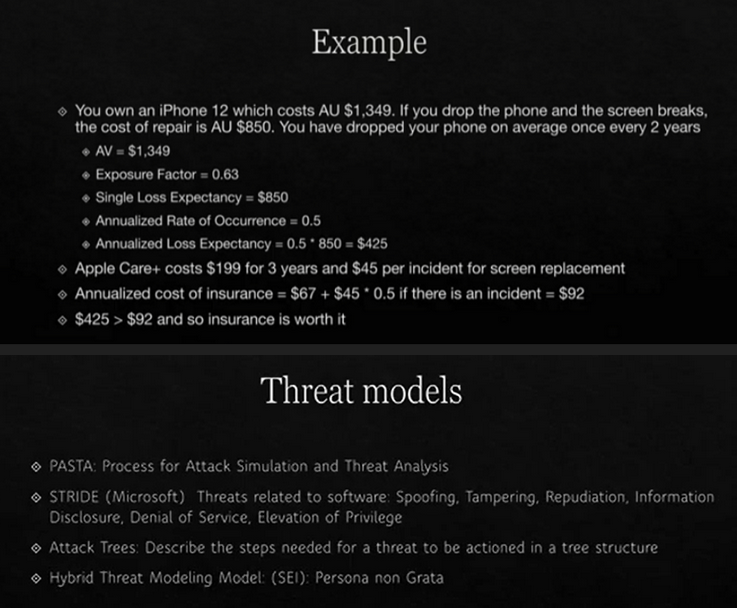 Example
You own an iPhone 12 which costs AU $1,349. If you drop the phone and the screen breaks,
the cost of repair is AU $850. You have dropped your phone on average once every 2 years
AV = $1,349
Exposure Factor = 0.63
Single Loss Expectancy = $850
Annualized Rate of Occurrence = 0.5
Annualized Loss Expectancy = 0.5 * 850 = $425
Apple Care+ costs $199 for 3 years and $45 per incident for screen replacement
Annualized cost of insurance = $67 + $45 * 0.5 if there is an incident = $92
$425 > $92 and so insurance is worth it
Threat models
PASTA: Process for Attack Simulation and Threat Analysis
STRIDE (Microsoft) Threats related to software: Spoofing, Tampering, Repudiation, Information
Disclosure, Denial of Service, Elevation of Privilege
Attack Trees: Describe the steps needed for a threat to be actioned in a tree structure
Hybrid Threat Modeling Model: (SEI): Persona non Grata